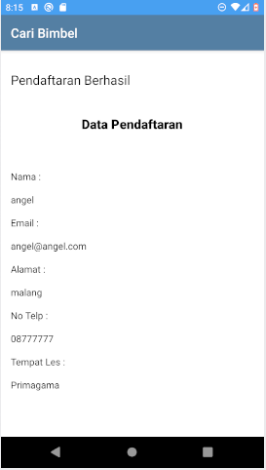 8:15
Cari Bimbel
Pendaftaran Berhasil
Data Pendaftaran
Nama :
angel
Email :
angel@angel.com
Alamat :
malang
No Telp :
08777777
Tempat Les :
Primagama